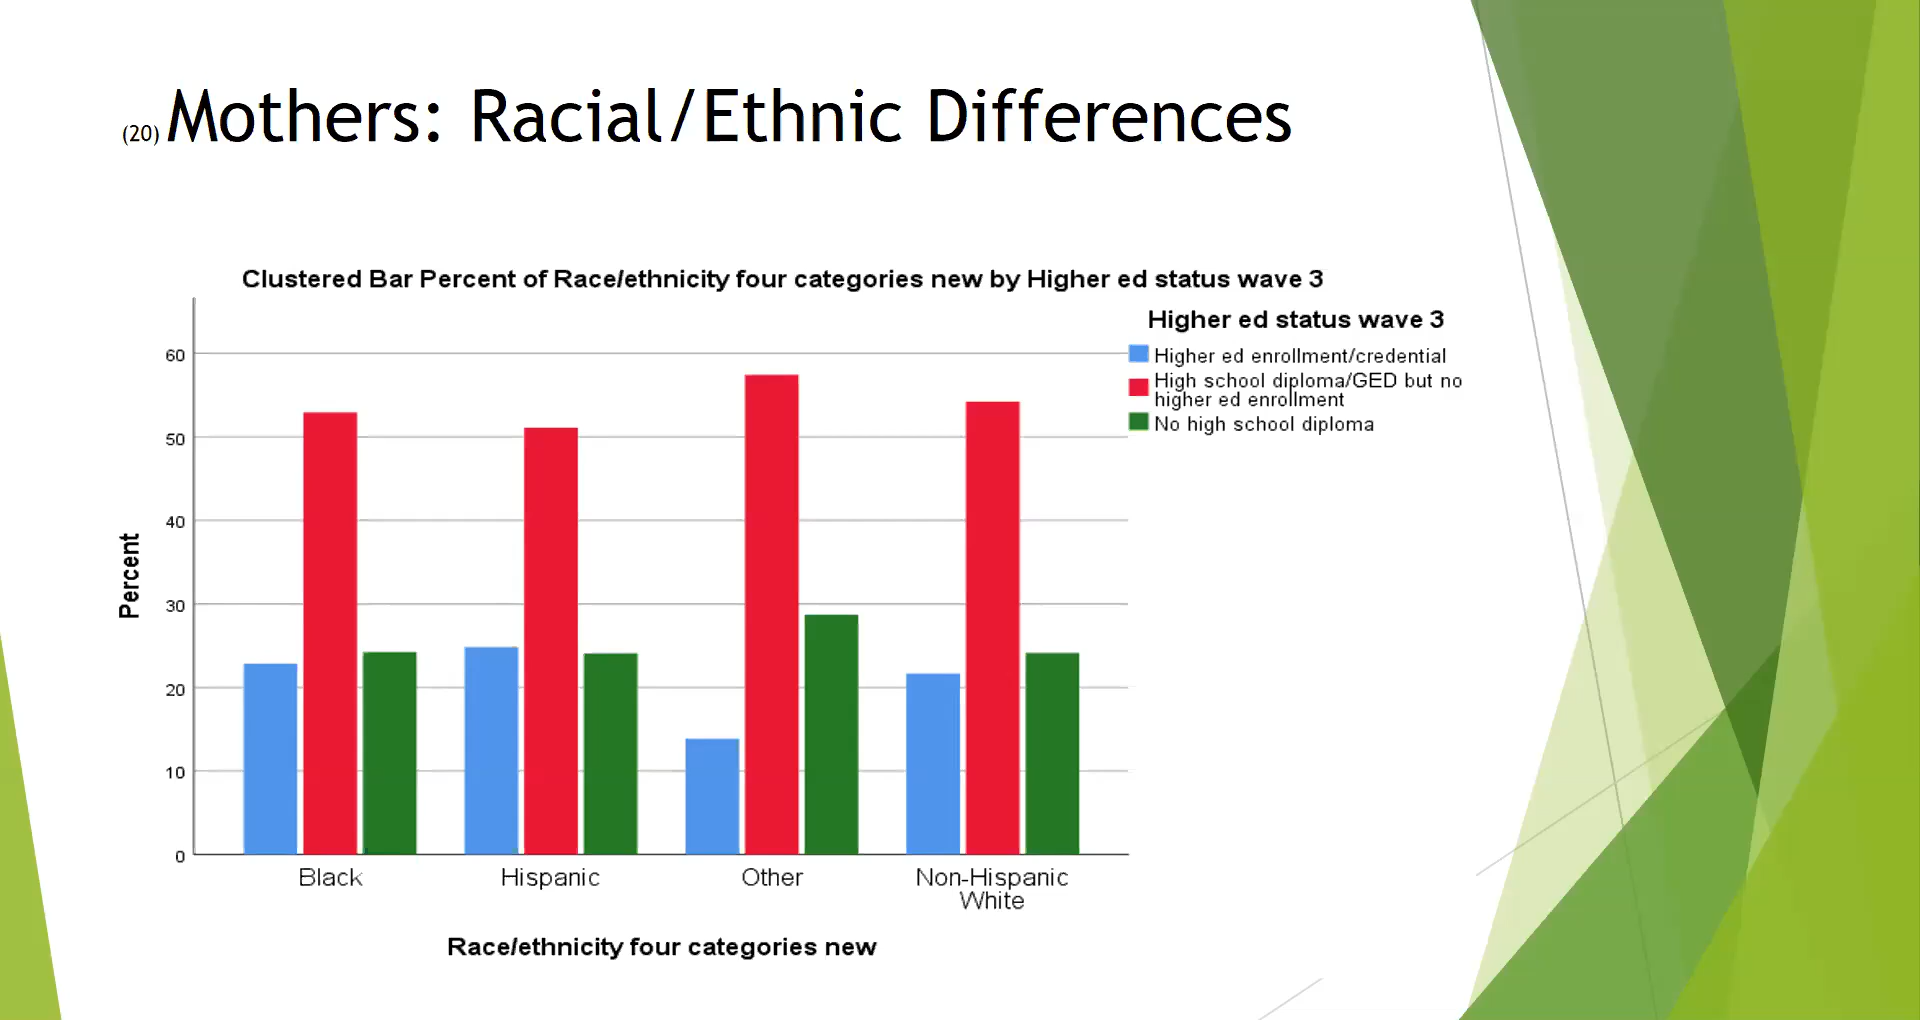 (20) Mothers: Racial/Ethnic Differences
Clustered Bar Percent of Race/ethnicity four categories new by Higher ed status wave 3
Higher ed status wave 3
Higher ed enrollment/credential
High school diploma/GED but no
higher ed enrollment
No high school diploma
Percent
60
50
40
30
20
10
0
Black
Hispanic
Other
Non-Hispanic
White
Race/ethnicity four categories new